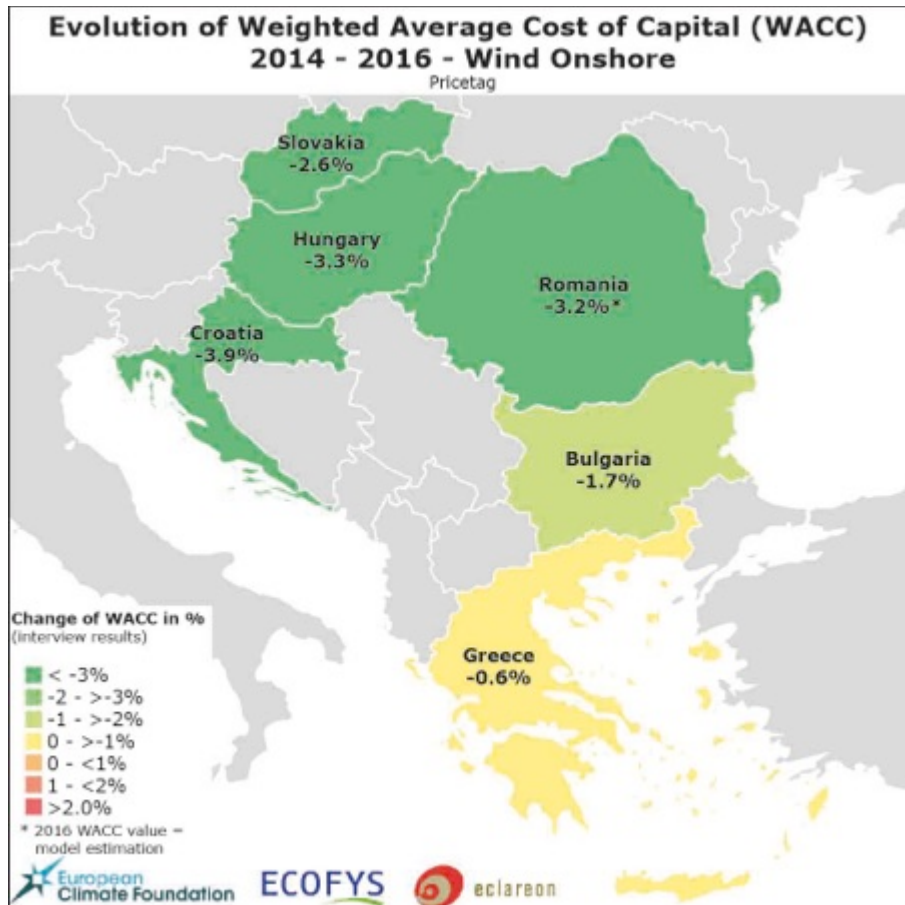 Evolution of Weighted Average Cost of Capital (WACC)
2014 - 2016 - Wind Onshore
Pricetag
Slovakia
-2.6%
Hungary
-3.3%
Romania
-3.2%*
Croatia
-3.9%
Bulgaria
-1.7%
Greece
-0.6%
Change of WACC in %
(interview results)
< -3%
-2 - >-3%
-1 - >-2%
0 - >-1%
0 - <1%
1 - <2%
>2.0%
* 2016 WACC value =
model estimation
European
Climate Foundation
ECOFYS
eclareon